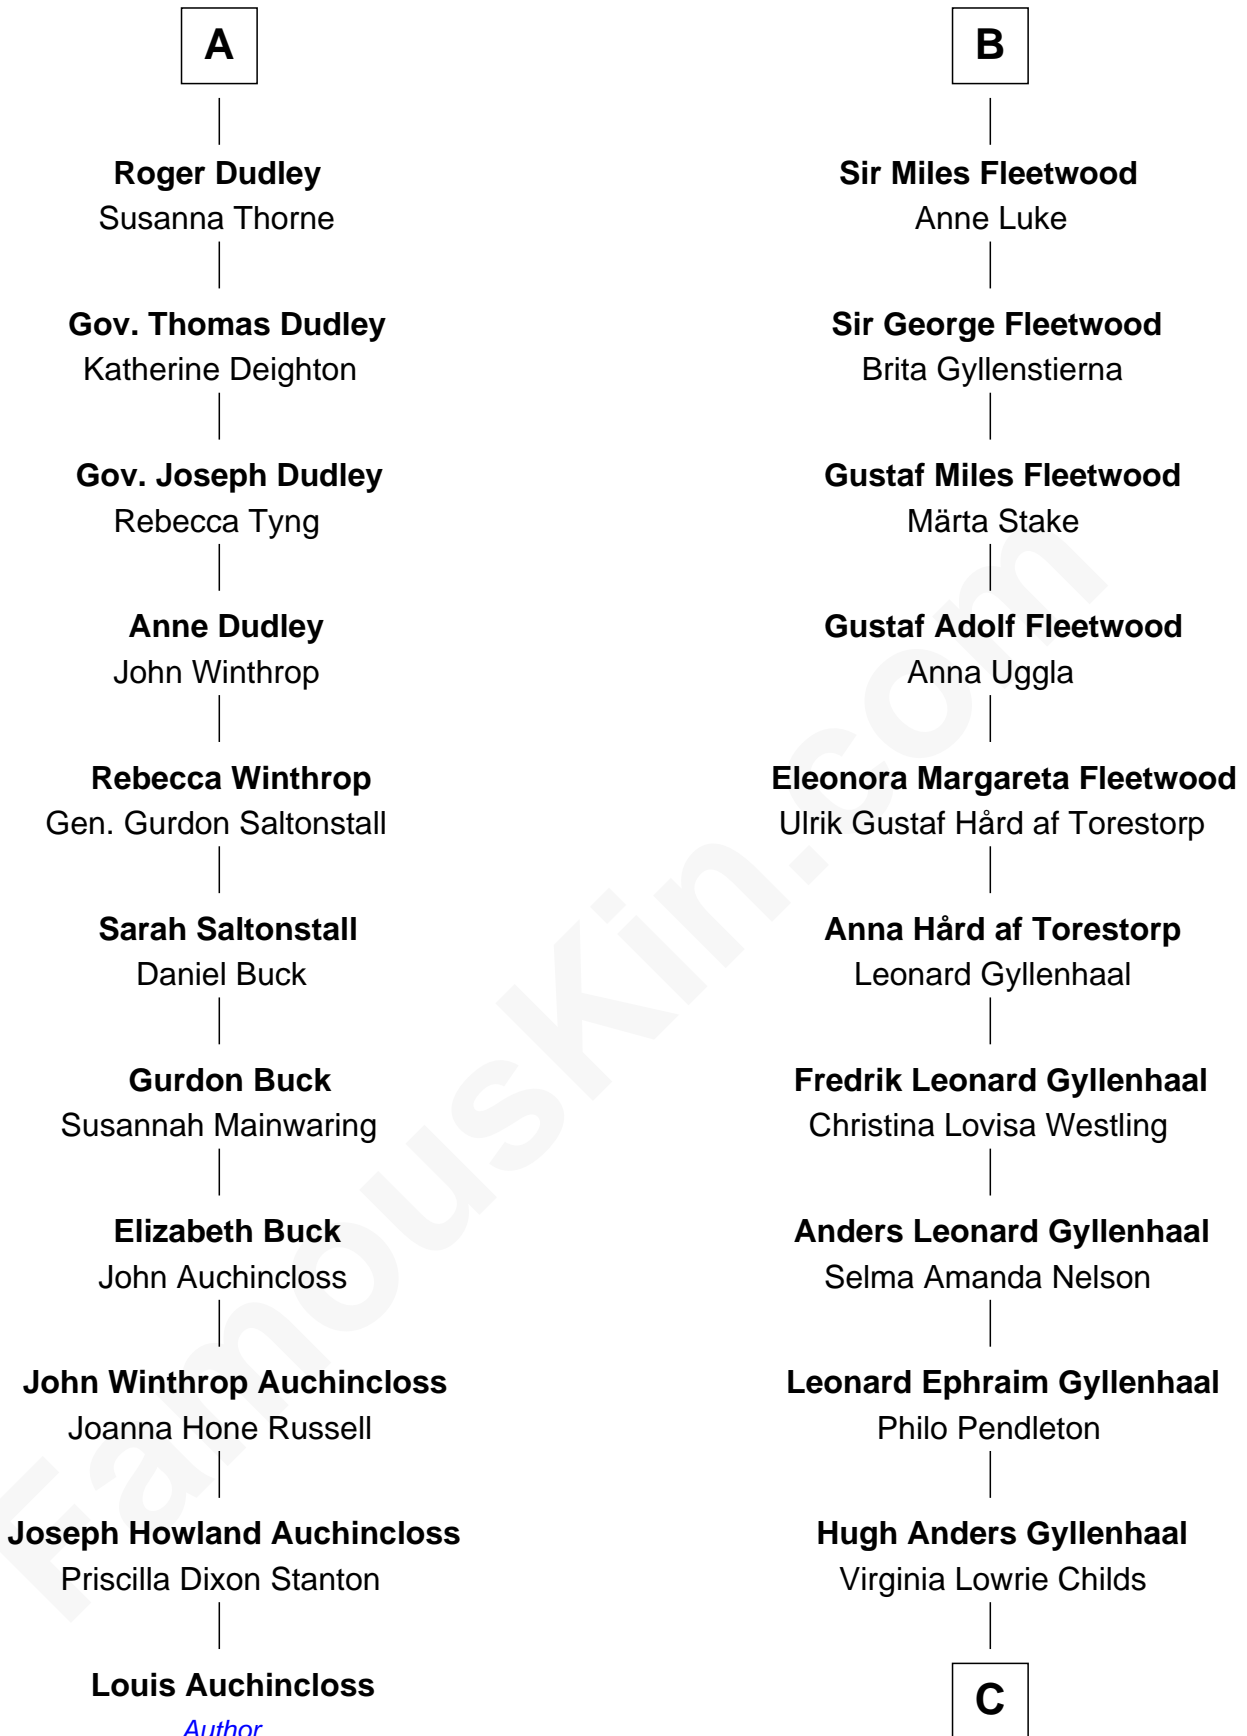 A
Roger Dudley
Susanna Thorne
Gov. Thomas Dudley
Katherine Deighton
Gov. Joseph Dudley
Rebecca Tyng
Anne Dudley
John Winthrop
Rebecca Winthrop
Gen. Gurdon Saltonstall
Sarah Saltonstall
Daniel Buck
Gurdon Buck
Susannah Mainwaring
Elizabeth Buck
John Auchincloss
John Winthrop Auchincloss
Joanna Hone Russell
Joseph Howland Auchincloss
Priscilla Dixon Stanton
Louis Auchincloss
Author
B
Sir Miles Fleetwood
Anne Luke
Sir George Fleetwood
Brita Gyllenstierna
Gustaf Miles Fleetwood
Märta Stake
Gustaf Adolf Fleetwood
Anna Uggla
Eleonora Margareta Fleetwood
Ulrik Gustaf Hård af Torestorp
Anna Hård af Torestorp
Leonard Gyllenhaal
Fredrik Leonard Gyllenhaal
Christina Lovisa Westling
Anders Leonard Gyllenhaal
Selma Amanda Nelson
Leonard Ephraim Gyllenhaal
Philo Pendleton
Hugh Anders Gyllenhaal
Virginia Lowrie Childs
C
FamousKin.com